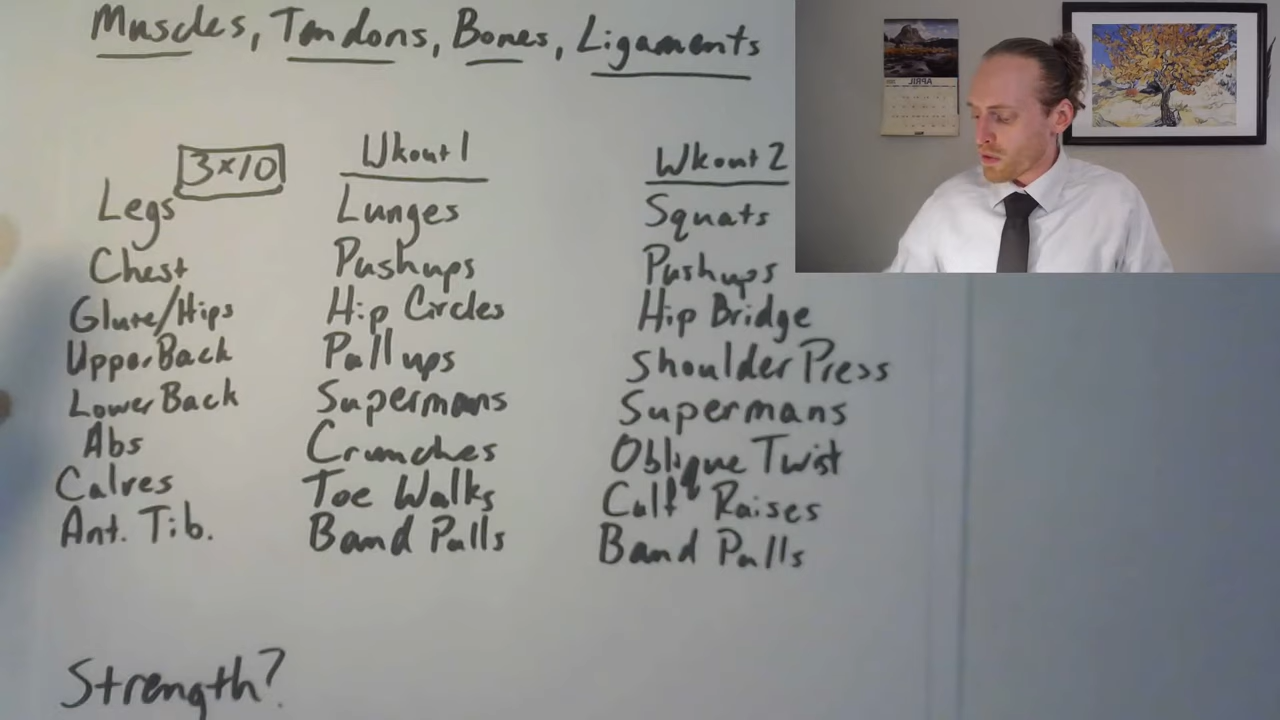 Muscles, Tendons, Bones, Ligaments
3x10 Wkout 1 Wkout 2
Legs Lunges Squats
Chest Pushups Pushups
Glute/Hips Hip Circles Hip Bridge
Upper Back Pullups Shoulder Press
Lower Back Supermans Supermans
Abs Crunches Oblique Twist
Calves Toe Walks Calf Raises
Ant. Tib. Band Pulls Band Pulls
Strength?